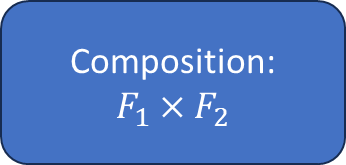 Composition:
F₁ × F₂